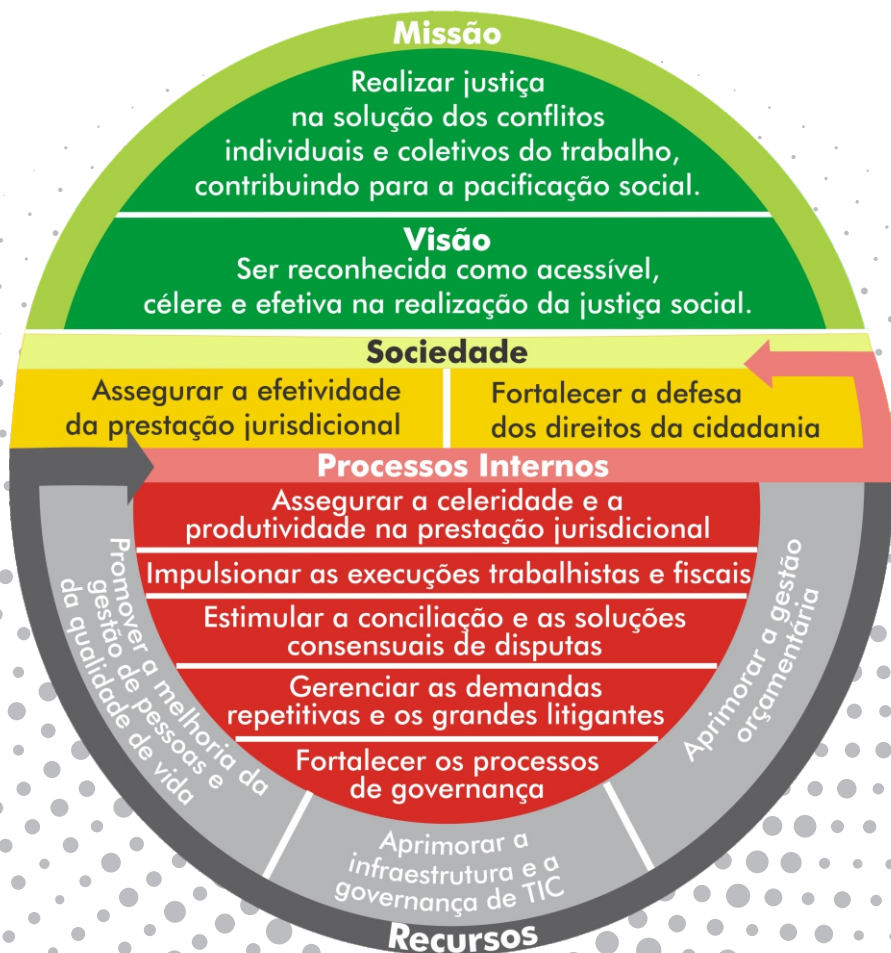 Missão
Realizar justiça
na solução dos conflitos
individuais e coletivos do trabalho,
contribuindo para a pacificação social.
Visão
Ser reconhecida como acessível,
célere e efetiva na realização da justiça social.
Sociedade
Assegurar a efetividade
da prestação jurisdicional
Fortalecer a defesa
dos direitos da cidadania
Processos Internos
Assegurar a celeridade e a
produtividade na prestação jurisdicional
Impulsionar as execuções trabalhistas e fiscais
Estimular a conciliação e as soluções
consensuais de disputas
Gerenciar as demandas
repetitivas e os grandes litigantes
Fortalecer os processos
de governança
Promover a melhoria da
gestão de pessoas e
da qualidade de vida
Aprimorar a
infraestrutura e a
governança de TIC
Aprimorar a gestão
orçamentária
Recursos